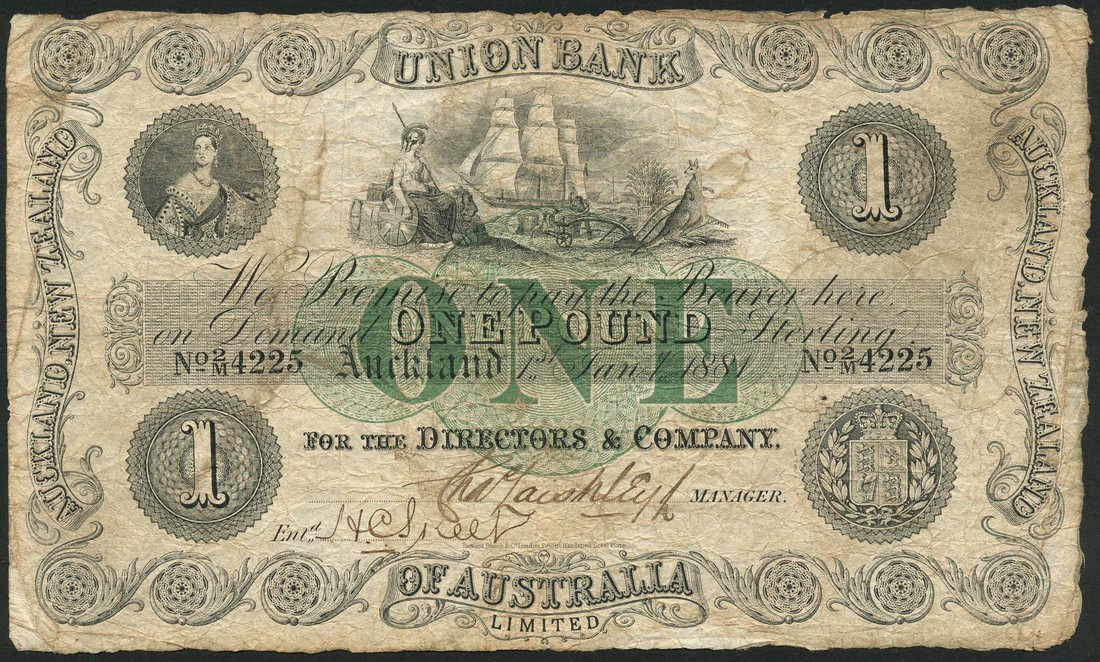 UNION BANK
1
AUCKLAND, NEW ZEALAND
AUCKLAND, NEW ZEALAND
We Promise to pay the Bearer here,
on Demand ONE POUND Sterling
ONE
No 2/M 4225 Auckland 1st Jany. 1881 No 2/M 4225
1
FOR THE DIRECTORS & COMPANY.
MANAGER.
Entd
OF AUSTRALIA
LIMITED